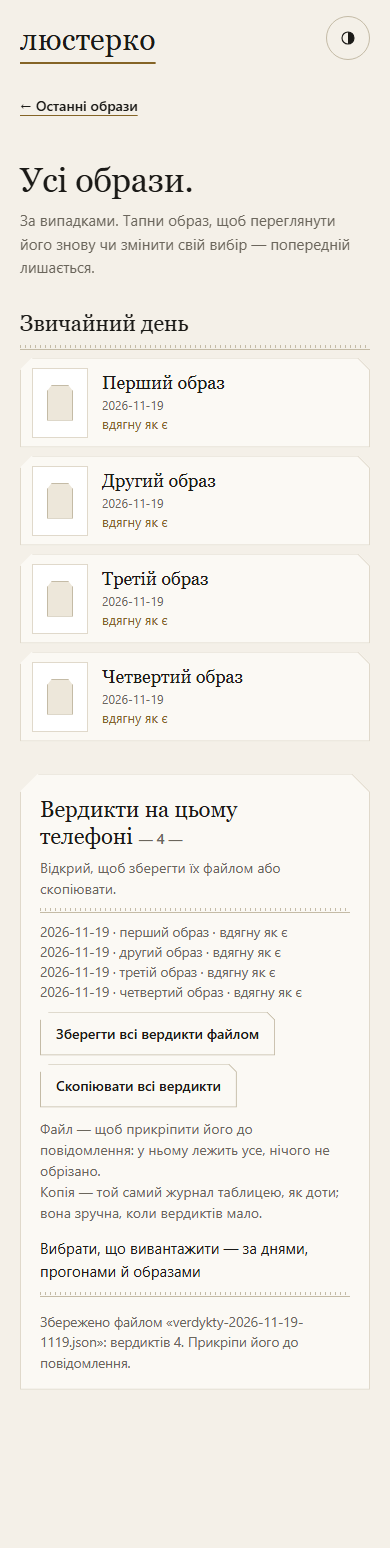 люстерко
← Останні образи
Усі образи.
За випадками. Тапни образ, щоб переглянути
його знову чи змінити свій вибір — попередній
лишається.
Звичайний день
Перший образ
2026-11-19
вдягну як є
Другий образ
2026-11-19
вдягну як є
Третій образ
2026-11-19
вдягну як є
Четвертий образ
2026-11-19
вдягну як є
Вердикти на цьому
телефоні — 4 —
Відкрий, щоб зберегти їх файлом або
скопіювати.
2026-11-19 · перший образ · вдягну як є
2026-11-19 · другий образ · вдягну як є
2026-11-19 · третій образ · вдягну як є
2026-11-19 · четвертий образ · вдягну як є
Зберегти всі вердикти файлом
Скопіювати всі вердикти
Файл — щоб прикріпити його до
повідомлення: у ньому лежить усе, нічого не
обрізано.
Копія — той самий журнал таблицею, як доти;
вона зручна, коли вердиктів мало.
Вибрати, що вивантажити — за днями,
прогонами й образами
Збережено файлом «verdykty-2026-11-19-
1119.json»: вердиктів 4. Прикріпи його до
повідомлення.